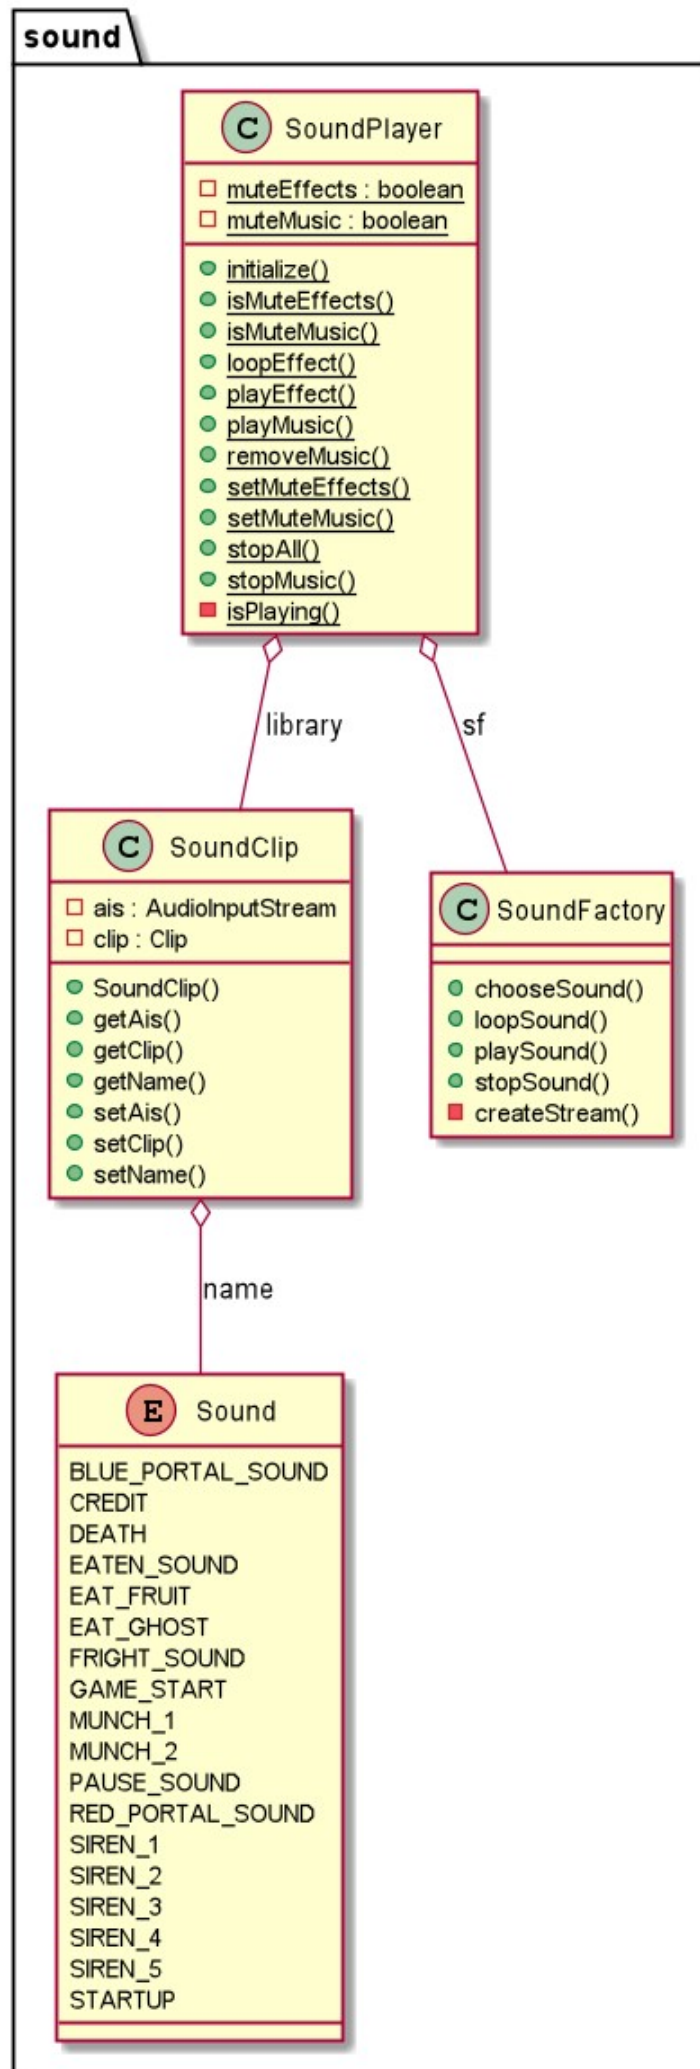 sound
C SoundPlayer
muteEffects : boolean
muteMusic : boolean
initialize()
isMuteEffects()
isMuteMusic()
loopEffect()
playEffect()
playMusic()
removeMusic()
setMuteEffects()
setMuteMusic()
stopAll()
stopMusic()
isPlaying()
library
sf
C SoundClip
ais : AudioInputStream
clip : Clip
SoundClip()
getAis()
getClip()
getName()
setAis()
setClip()
setName()
C SoundFactory
chooseSound()
loopSound()
playSound()
stopSound()
createStream()
name
E Sound
BLUE_PORTAL_SOUND
CREDIT
DEATH
EATEN_SOUND
EAT_FRUIT
EAT_GHOST
FRIGHT_SOUND
GAME_START
MUNCH_1
MUNCH_2
PAUSE_SOUND
RED_PORTAL_SOUND
SIREN_1
SIREN_2
SIREN_3
SIREN_4
SIREN_5
STARTUP